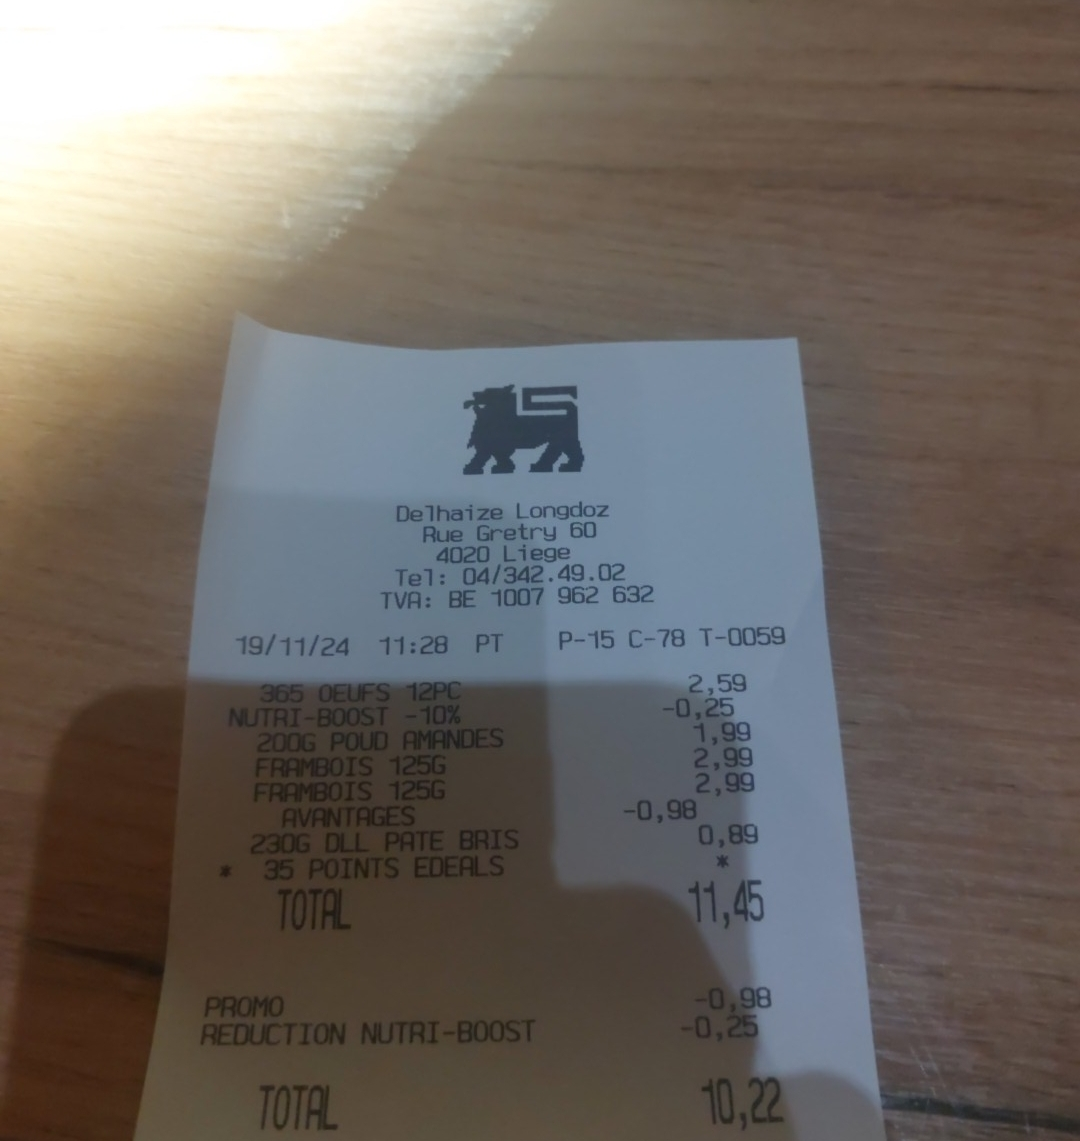 Delhaize Longdoz
Rue Gretry 60
4020 Liege
Tel: 04/342.49.02
TVA: BE 1007 962 632
19/11/24 11:28 PT P-15 C-78 T-0059
365 OEUFS 12PC 2,59
NUTRI-BOOST -10% -0,25
200G POUD AMANDES 1,99
FRAMBOIS 125G 2,99
FRAMBOIS 125G 2,99
AVANTAGES -0,98
230G DLL PATE BRIS 0,89
* 35 POINTS EDEALS *
TOTAL 11,45
PROMO -0,98
REDUCTION NUTRI-BOOST -0,25
TOTAL 10,22